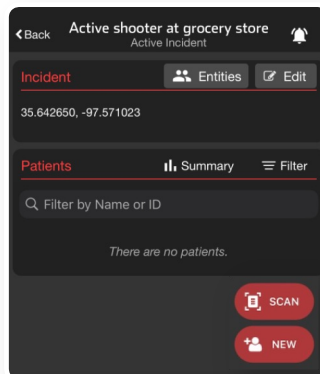 Back
Active shooter at grocery store
Active Incident
Incident
Entities
Edit
35.642650, -97.571023
Patients
Summary
Filter
Filter by Name or ID
There are no patients.
SCAN
NEW